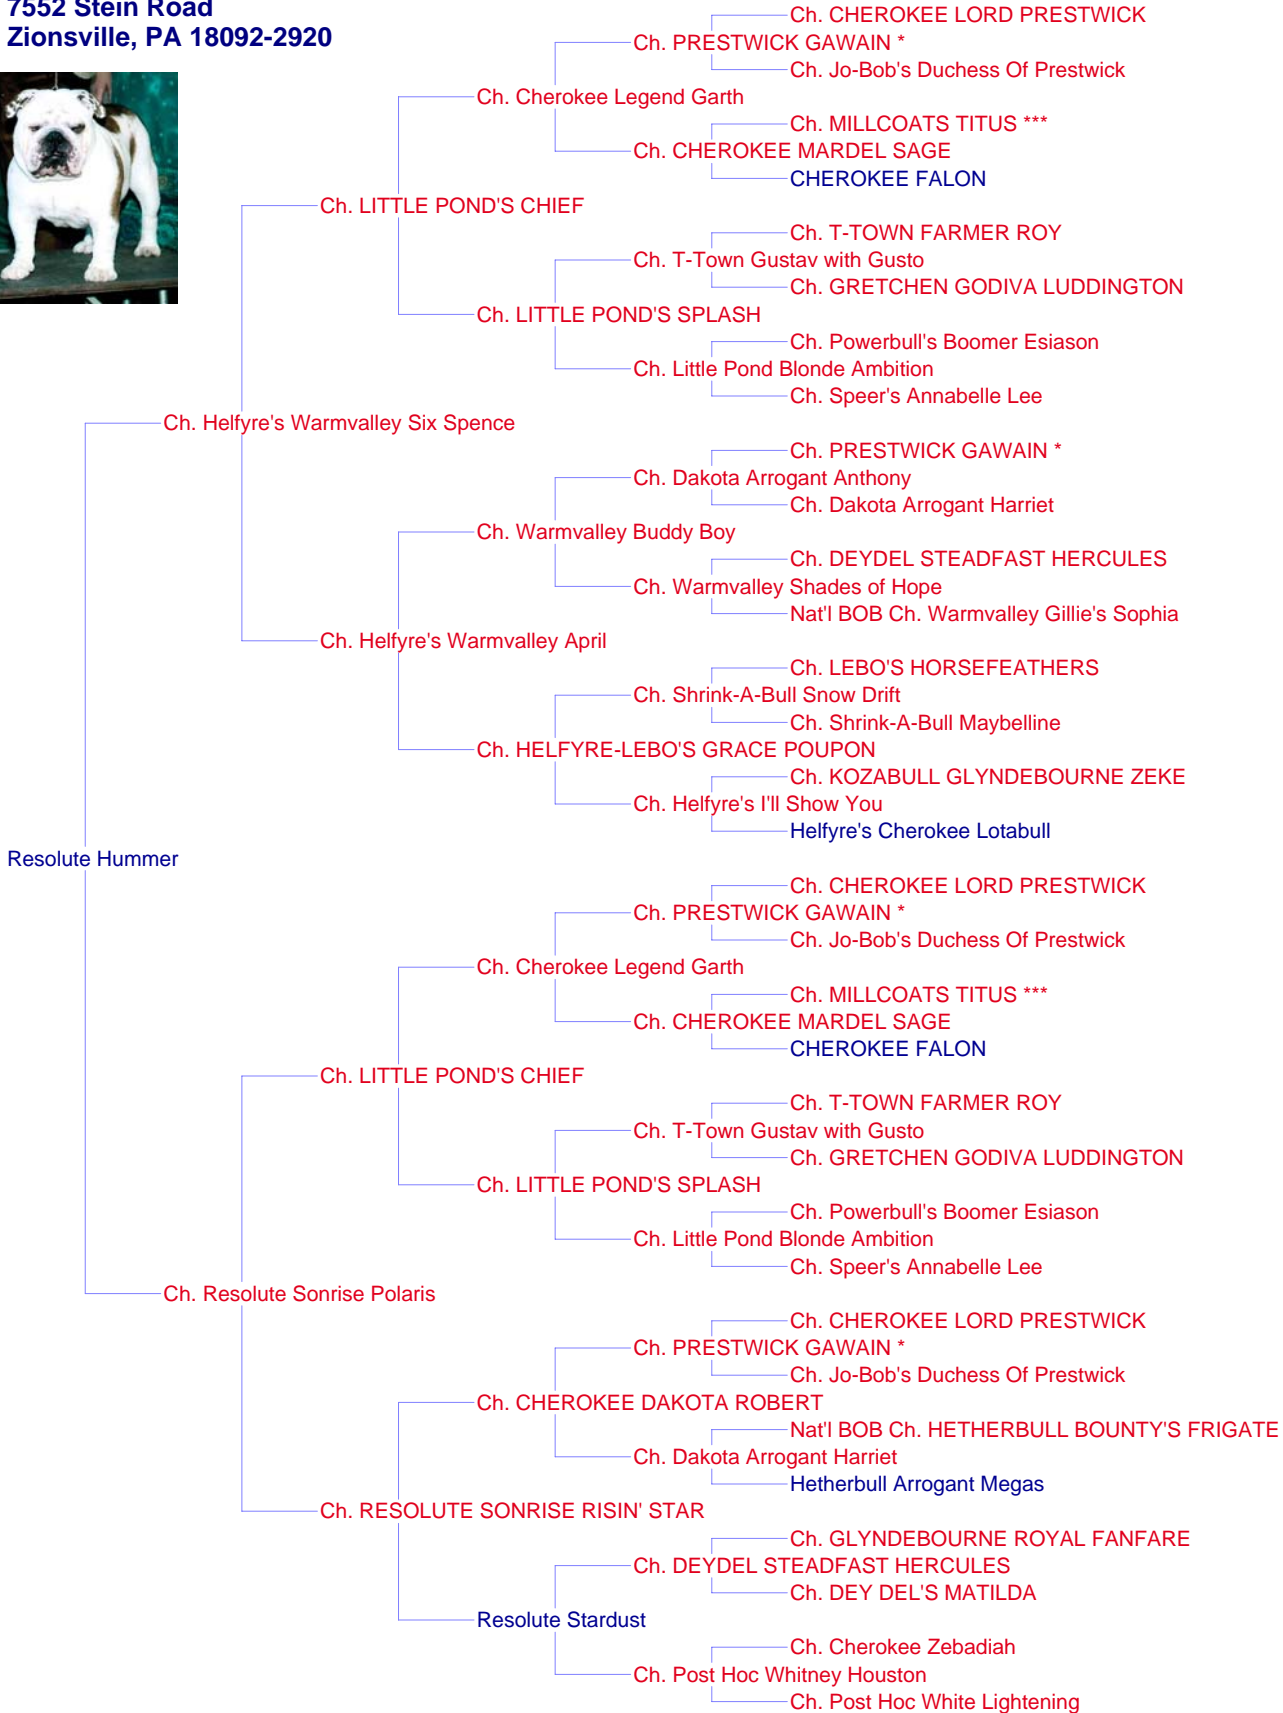 7552 Stein Road
Zionsville, PA 18092-2920
Ch. CHEROKEE LORD PRESTWICK
Ch. PRESTWICK GAWAIN *
Ch. Jo-Bob's Duchess Of Prestwick
Ch. Cherokee Legend Garth
Ch. MILLCOATS TITUS ***
Ch. CHEROKEE MARDEL SAGE
CHEROKEE FALON
Ch. LITTLE POND'S CHIEF
Ch. T-TOWN FARMER ROY
Ch. T-Town Gustav with Gusto
Ch. GRETCHEN GODIVA LUDDINGTON
Ch. LITTLE POND'S SPLASH
Ch. Powerbull's Boomer Esiason
Ch. Little Pond Blonde Ambition
Ch. Speer's Annabelle Lee
Ch. Helfyre's Warmvalley Six Spence
Ch. PRESTWICK GAWAIN *
Ch. Dakota Arrogant Anthony
Ch. Dakota Arrogant Harriet
Ch. Warmvalley Buddy Boy
Ch. DEYDEL STEADFAST HERCULES
Ch. Warmvalley Shades of Hope
Nat'l BOB Ch. Warmvalley Gillie's Sophia
Ch. Helfyre's Warmvalley April
Ch. LEBO'S HORSEFEATHERS
Ch. Shrink-A-Bull Snow Drift
Ch. Shrink-A-Bull Maybelline
Ch. HELFYRE-LEBO'S GRACE POUPON
Ch. KOZABULL GLYNDEBOURNE ZEKE
Ch. Helfyre's I'll Show You
Helfyre's Cherokee Lotabull
Resolute Hummer
Ch. CHEROKEE LORD PRESTWICK
Ch. PRESTWICK GAWAIN *
Ch. Jo-Bob's Duchess Of Prestwick
Ch. Cherokee Legend Garth
Ch. MILLCOATS TITUS ***
Ch. CHEROKEE MARDEL SAGE
CHEROKEE FALON
Ch. LITTLE POND'S CHIEF
Ch. T-TOWN FARMER ROY
Ch. T-Town Gustav with Gusto
Ch. GRETCHEN GODIVA LUDDINGTON
Ch. LITTLE POND'S SPLASH
Ch. Powerbull's Boomer Esiason
Ch. Little Pond Blonde Ambition
Ch. Speer's Annabelle Lee
Ch. Resolute Sonrise Polaris
Ch. CHEROKEE LORD PRESTWICK
Ch. PRESTWICK GAWAIN *
Ch. Jo-Bob's Duchess Of Prestwick
Ch. CHEROKEE DAKOTA ROBERT
Nat'l BOB Ch. HETHERBULL BOUNTY'S FRIGATE
Ch. Dakota Arrogant Harriet
Hetherbull Arrogant Megas
Ch. RESOLUTE SONRISE RISIN' STAR
Ch. GLYNDEBOURNE ROYAL FANFARE
Ch. DEYDEL STEADFAST HERCULES
Ch. DEY DEL'S MATILDA
Resolute Stardust
Ch. Cherokee Zebadiah
Ch. Post Hoc Whitney Houston
Ch. Post Hoc White Lightening